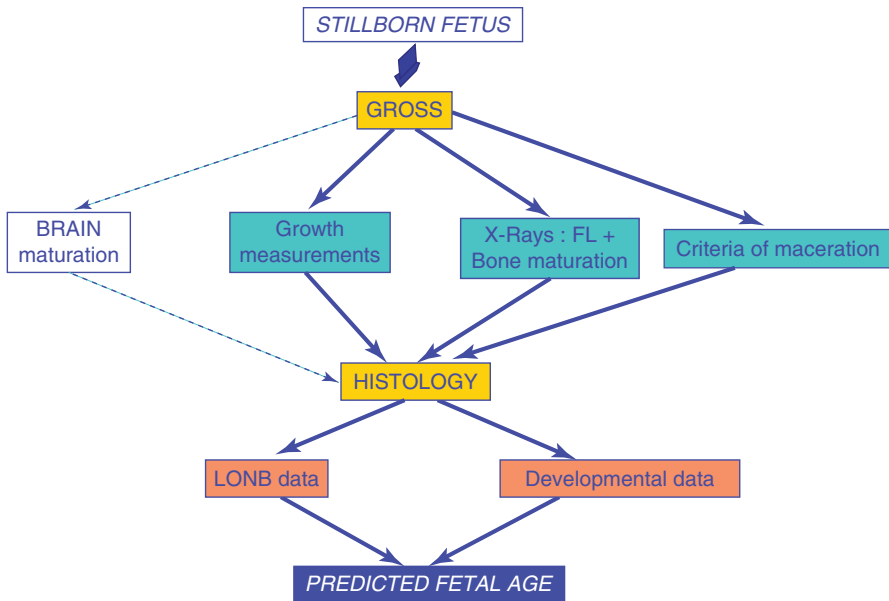 STILLBORN FETUS
GROSS
BRAIN
maturation
Growth
measurements
X-Rays : FL +
Bone maturation
Criteria of maceration
HISTOLOGY
LONB data
Developmental data
PREDICTED FETAL AGE